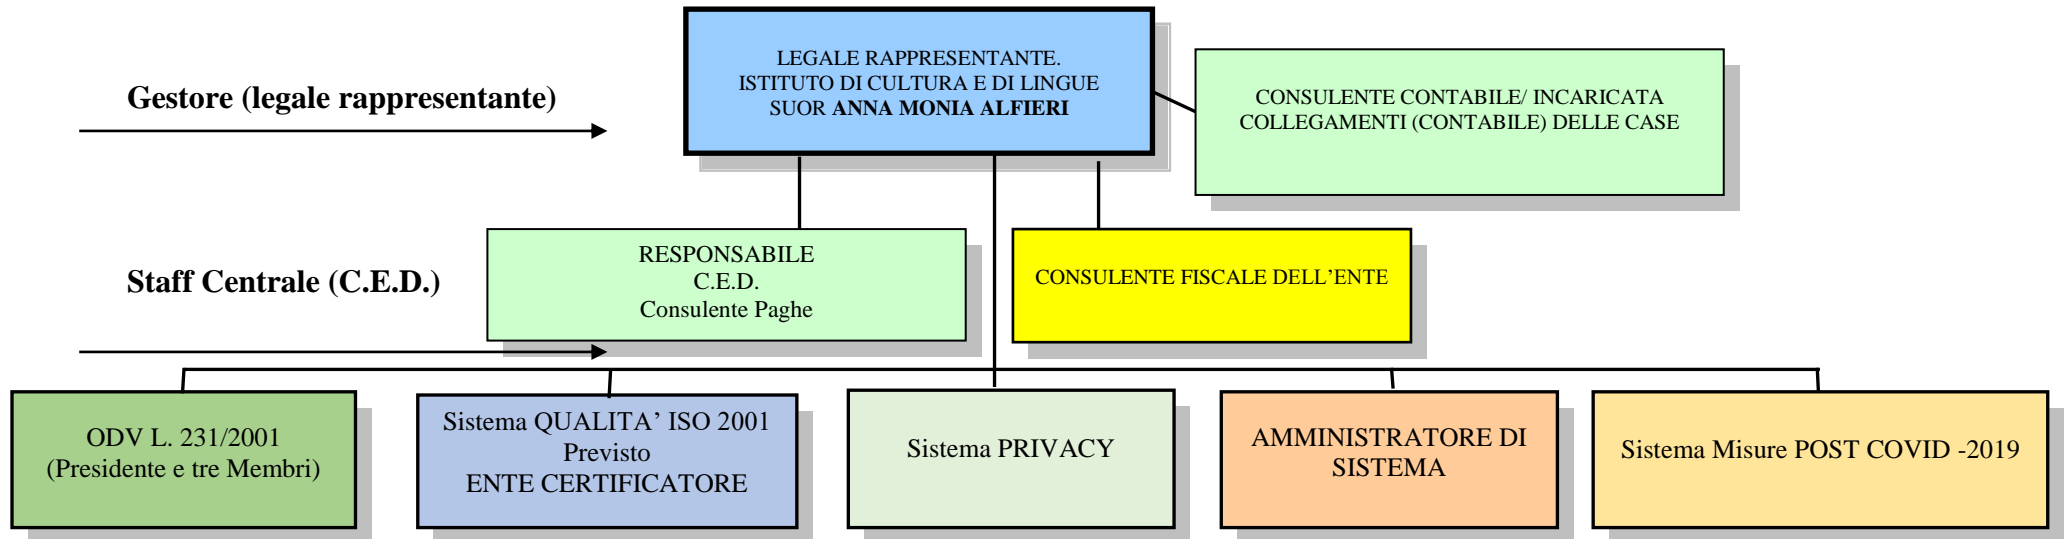 LEGALE RAPPRESENTANTE.
ISTITUTO DI CULTURA E DI LINGUE
SUOR ANNA MONIA ALFIERI
Gestore (legale rappresentante)
CONSULENTE CONTABILE/ INCARICATA
COLLEGAMENTI (CONTABILE) DELLE CASE
Staff Centrale (C.E.D.)
RESPONSABILE
C.E.D.
Consulente Paghe
CONSULENTE FISCALE DELL’ENTE
ODV L. 231/2001
(Presidente e tre Membri)
Sistema QUALITA’ ISO 2001
Previsto
ENTE CERTIFICATORE
Sistema PRIVACY
AMMINISTRATORE DI
SISTEMA
Sistema Misure POST COVID -2019